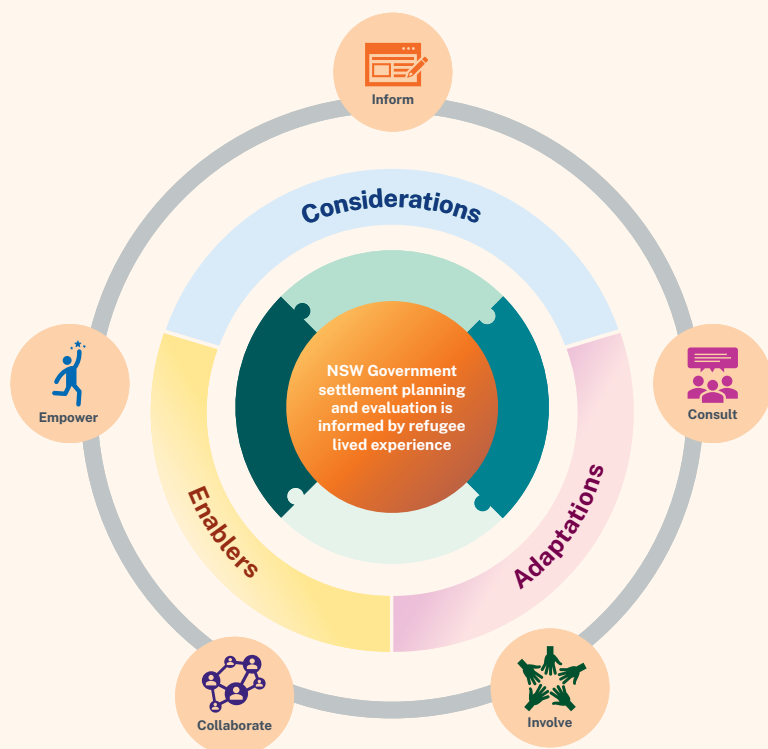 Inform
Considerations
NSW Government
settlement planning
and evaluation is
informed by refugee
lived experience
Empower
Consult
Enablers
Adaptations
Collaborate
Involve